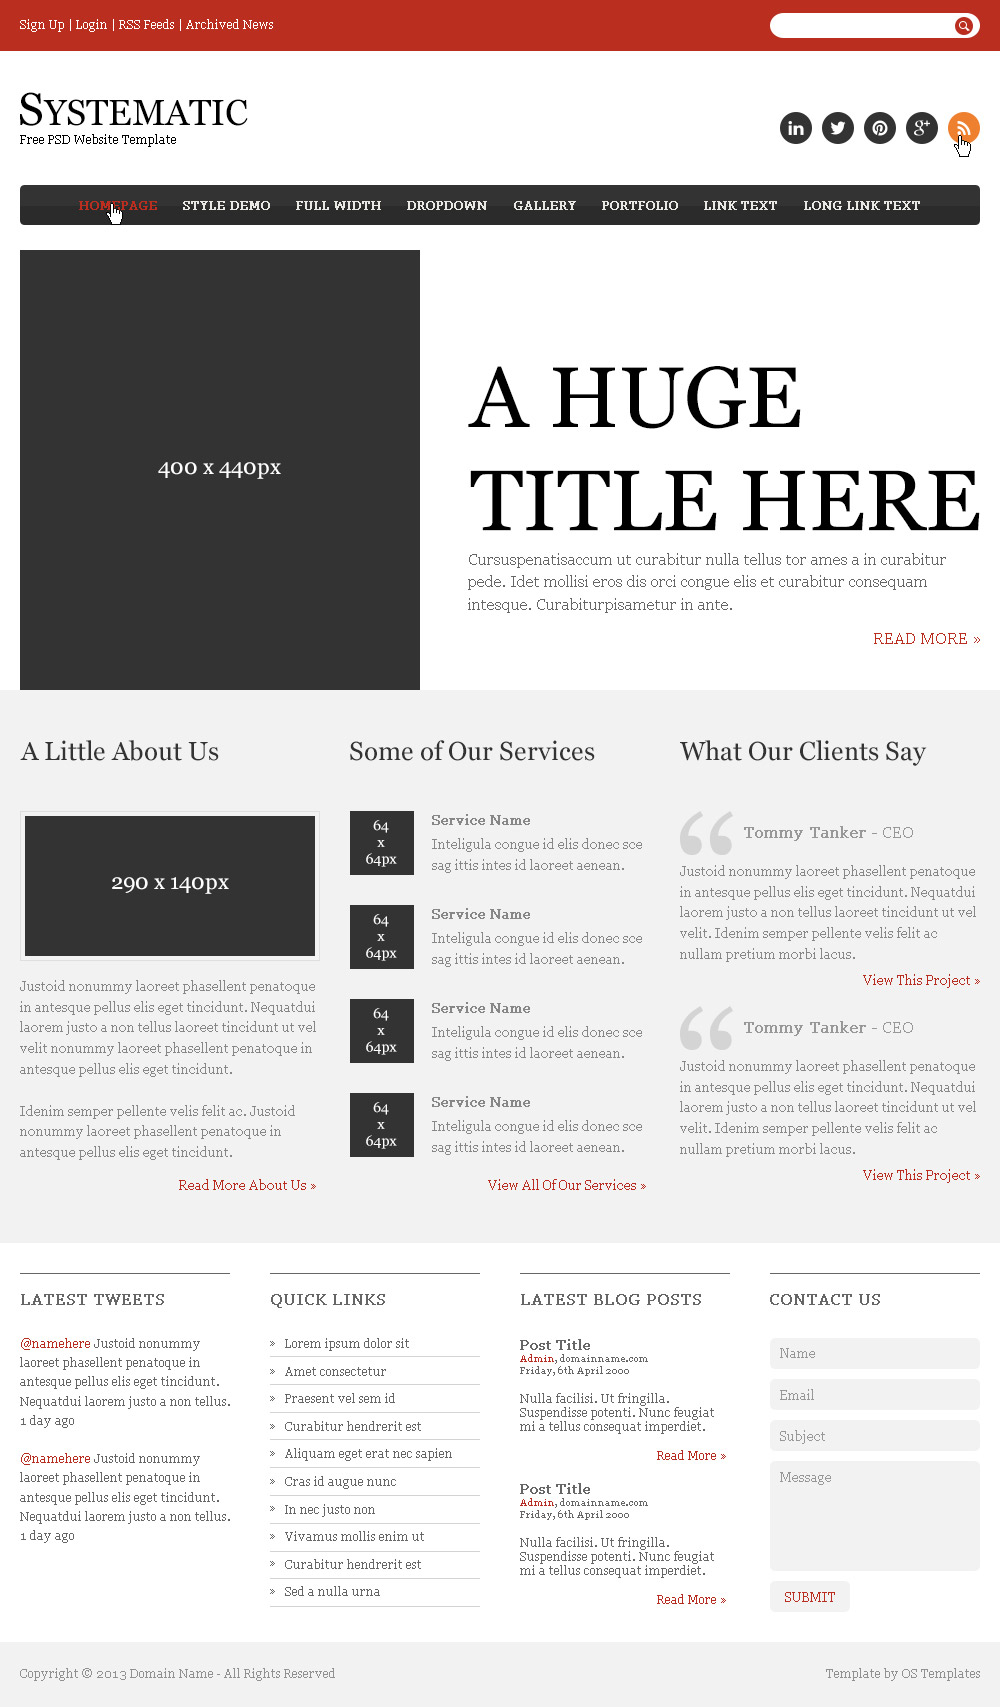 Sign Up | Login | RSS Feeds | Archived News
SYSTEMATIC
Free PSD Website Template
HOMEPAGE STYLE DEMO FULL WIDTH DROPDOWN GALLERY PORTFOLIO LINK TEXT LONG LINK TEXT
400 x 440px
A HUGE
TITLE HERE
Cursuspenatisaccum ut curabitur nulla tellus tor ames a in curabitur
pede. Idet mollisi eros dis orci congue elis et curabitur consequam
intesque. Curabiturpisametur in ante.
READ MORE »
A Little About Us
290 x 140px
Justoid nonummy laoreet phasellent penatoque
in antesque pellus elis eget tincidunt. Nequatdui
laorem justo a non tellus laoreet tincidunt ut vel
velit nonummy laoreet phasellent penatoque in
antesque pellus elis eget tincidunt.
Idenim semper pellente velis felit ac. Justoid
nonummy laoreet phasellent penatoque in
antesque pellus elis eget tincidunt.
Read More About Us »
Some of Our Services
64
x
64px
Service Name
Inteligula congue id elis donec sce
sag ittis intes id laoreet aenean.
64
x
64px
Service Name
Inteligula congue id elis donec sce
sag ittis intes id laoreet aenean.
64
x
64px
Service Name
Inteligula congue id elis donec sce
sag ittis intes id laoreet aenean.
64
x
64px
Service Name
Inteligula congue id elis donec sce
sag ittis intes id laoreet aenean.
View All Of Our Services »
What Our Clients Say
Tommy Tanker - CEO
Justoid nonummy laoreet phasellent penatoque
in antesque pellus elis eget tincidunt. Nequatdui
laorem justo a non tellus laoreet tincidunt ut vel
velit. Idenim semper pellente velis felit ac
nullam pretium morbi lacus.
View This Project »
Tommy Tanker - CEO
Justoid nonummy laoreet phasellent penatoque
in antesque pellus elis eget tincidunt. Nequatdui
laorem justo a non tellus laoreet tincidunt ut vel
velit. Idenim semper pellente velis felit ac
nullam pretium morbi lacus.
View This Project »
LATEST TWEETS
@namehere Justoid nonummy
laoreet phasellent penatoque in
antesque pellus elis eget tincidunt.
Nequatdui laorem justo a non tellus.
1 day ago
@namehere Justoid nonummy
laoreet phasellent penatoque in
antesque pellus elis eget tincidunt.
Nequatdui laorem justo a non tellus.
1 day ago
QUICK LINKS
» Lorem ipsum dolor sit
» Amet consectetur
» Praesent vel sem id
» Curabitur hendrerit est
» Aliquam eget erat nec sapien
» Cras id augue nunc
» In nec justo non
» Vivamus mollis enim ut
» Curabitur hendrerit est
» Sed a nulla urna
LATEST BLOG POSTS
Post Title
Admin, domainname.com
Friday, 6th April 2000
Nulla facilisi. Ut fringilla.
Suspendisse potenti. Nunc feugiat
mi a tellus consequat imperdiet.
Read More »
Post Title
Admin, domainname.com
Friday, 6th April 2000
Nulla facilisi. Ut fringilla.
Suspendisse potenti. Nunc feugiat
mi a tellus consequat imperdiet.
Read More »
CONTACT US
Name
Email
Subject
Message
SUBMIT
Copyright © 2013 Domain Name - All Rights Reserved
Template by OS Templates